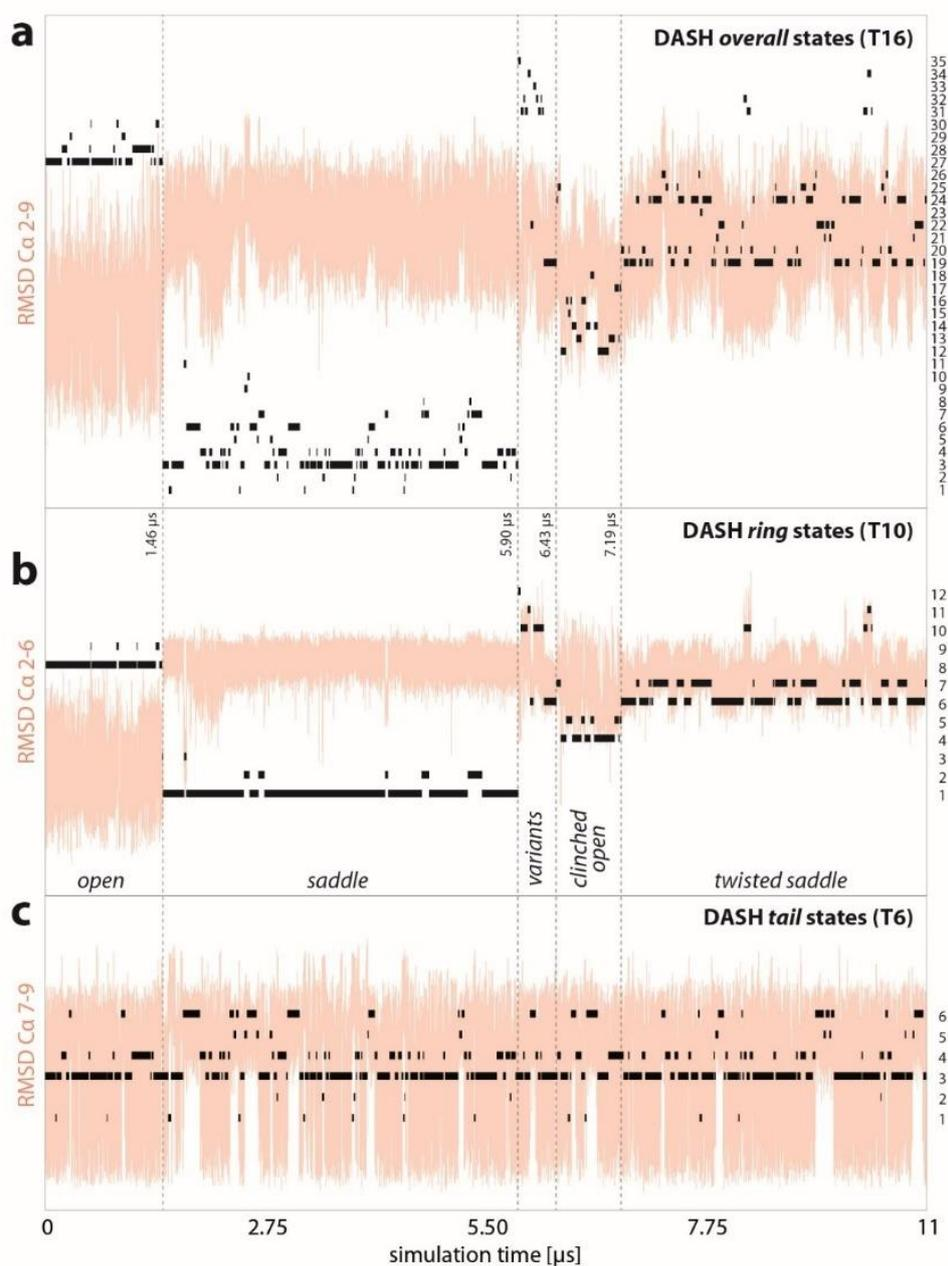 a
DASH overall states (T16)
RMSD Cα 2-9
35
34
33
32
31
30
29
28
27
26
25
24
23
22
21
20
19
18
17
16
15
14
13
12
11
10
9
8
7
6
5
4
3
2
1
1.46 µs
5.90 µs
6.43 µs
7.19 µs
b
DASH ring states (T10)
RMSD Cα 2-6
12
11
10
9
8
7
6
5
4
3
2
1
open
saddle
variants
clinched
open
twisted saddle
c
DASH tail states (T6)
RMSD Cα 7-9
6
5
4
3
2
1
0
2.75
5.50
7.75
11
simulation time [µs]